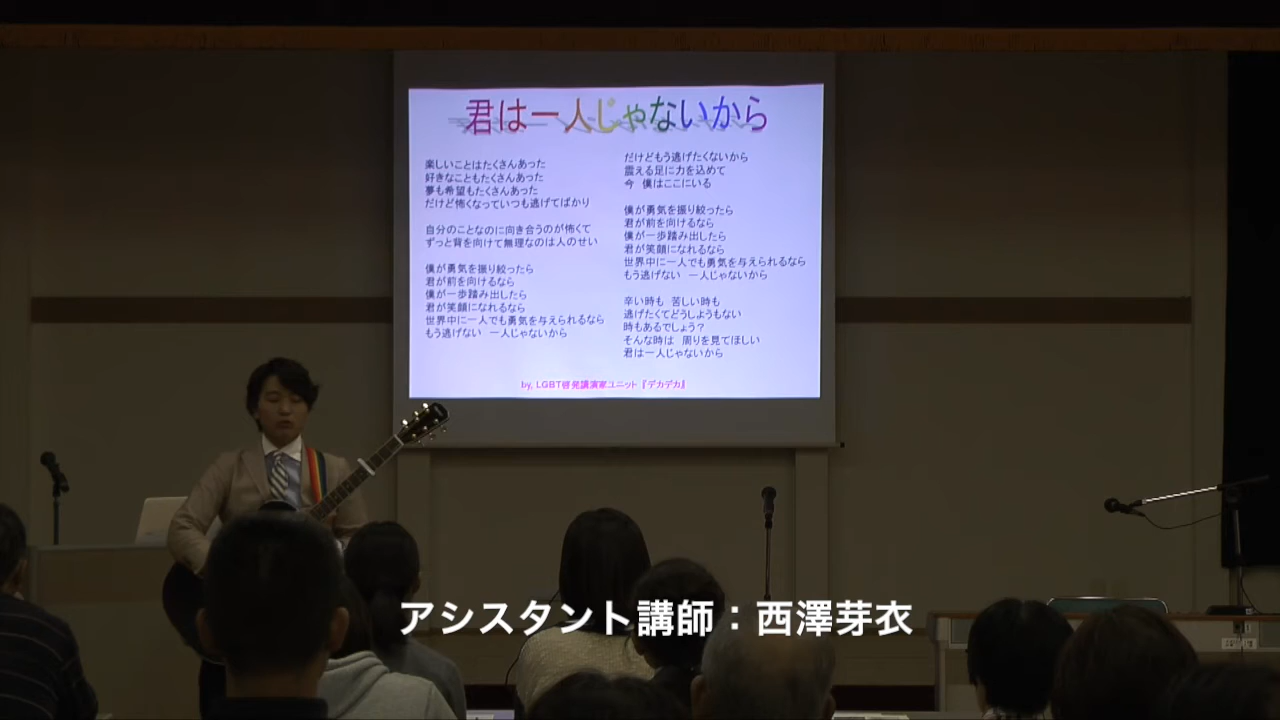 君は一人じゃないから
楽しいことはたくさんあった
好きなこともたくさんあった
夢も希望もたくさんあった
だけど怖くなっていつも逃げてばかり
自分のことなのに向き合うのが怖くて
ずっと背を向けて無理なのは人のせい
僕が勇気を振り絞ったら
君が前を向けるなら
僕が一歩踏み出したら
君が笑顔になれるなら
世界中に一人でも勇気を与えられるなら
もう逃げない　一人じゃないから
だけどもう逃げたくないから
震える足に力を込めて
今　僕はここにいる
僕が勇気を振り絞ったら
君が前を向けるなら
僕が一歩踏み出したら
君が笑顔になれるなら
世界中に一人でも勇気を与えられるなら
もう逃げない　一人じゃないから
辛い時も　苦しい時も
逃げたくてどうしようもない
時もあるでしょう？
そんな時は　周りを見てほしい
君は一人じゃないから
by, LGBT啓発講演家ユニット『デカデカ』
アシスタント講師：西澤芽衣